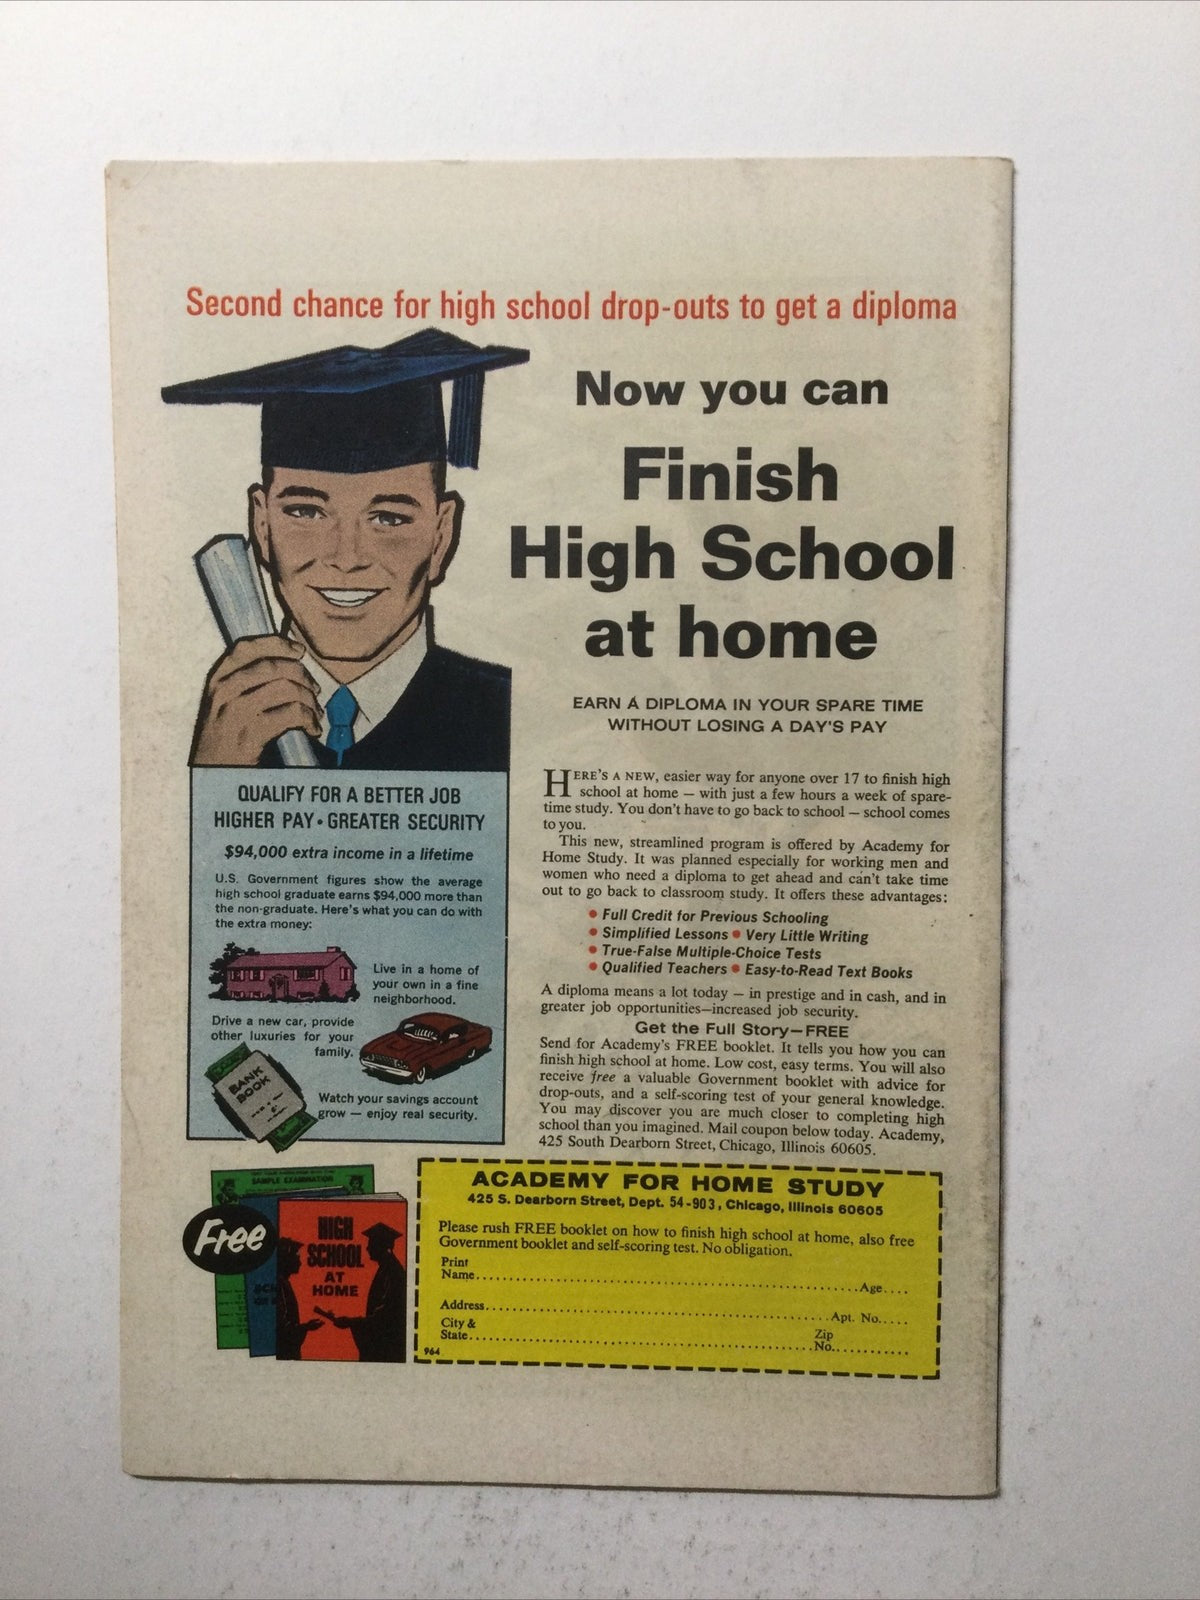 Second chance for high school drop-outs to get a diploma
Now you can
Finish
High School
at home
EARN A DIPLOMA IN YOUR SPARE TIME
WITHOUT LOSING A DAY'S PAY
QUALIFY FOR A BETTER JOB
HIGHER PAY • GREATER SECURITY
$94,000 extra income in a lifetime
U.S. Government figures show the average
high school graduate earns $94,000 more than
the non-graduate. Here's what you can do with
the extra money:
Live in a home of
your own in a fine
neighborhood.
Drive a new car, provide
other luxuries for your
family.
BANK
BOOK
Watch your savings account
grow — enjoy real security.
HERE'S A NEW, easier way for anyone over 17 to finish high
school at home — with just a few hours a week of spare-
time study. You don't have to go back to school — school comes
to you.
This new, streamlined program is offered by Academy for
Home Study. It was planned especially for working men and
women who need a diploma to get ahead and can't take time
out to go back to classroom study. It offers these advantages:
• Full Credit for Previous Schooling
• Simplified Lessons • Very Little Writing
• True-False Multiple-Choice Tests
• Qualified Teachers • Easy-to-Read Text Books
A diploma means a lot today — in prestige and in cash, and in
greater job opportunities—increased job security.
Get the Full Story—FREE
Send for Academy's FREE booklet. It tells you how you can
finish high school at home. Low cost, easy terms. You will also
receive free a valuable Government booklet with advice for
drop-outs, and a self-scoring test of your general knowledge.
You may discover you are much closer to completing high
school than you imagined. Mail coupon below today. Academy,
425 South Dearborn Street, Chicago, Illinois 60605.
SAMPLE EXAMINATION
Free
HIGH
SCHOOL
AT
HOME
ACADEMY FOR HOME STUDY
425 S. Dearborn Street, Dept. 54-903, Chicago, Illinois 60605
Please rush FREE booklet on how to finish high school at home, also free
Government booklet and self-scoring test. No obligation.
Print
Name.......................................................Age....
Address.......................................................Apt. No.....
City &
State.......................................................Zip No............
964